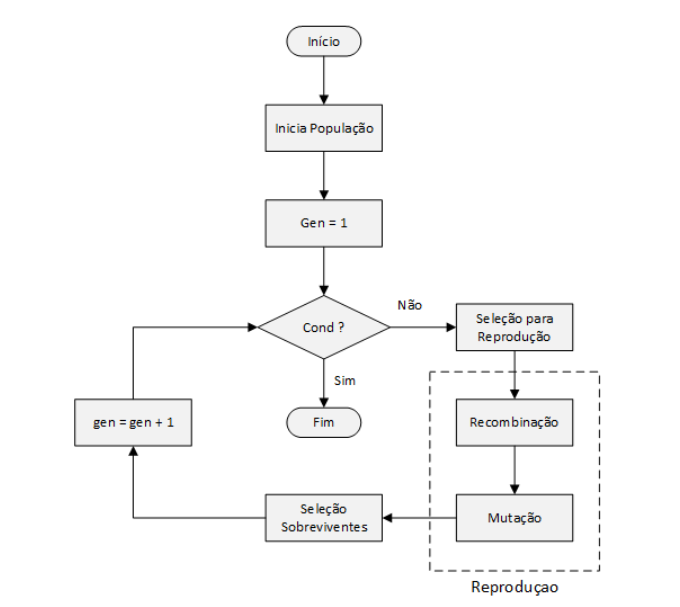 Início
Inicia População
Gen = 1
Cond ?
Não
Sim
Fim
Seleção para
Reprodução
Recombinação
Mutação
Reproduçao
Seleção
Sobreviventes
gen = gen + 1